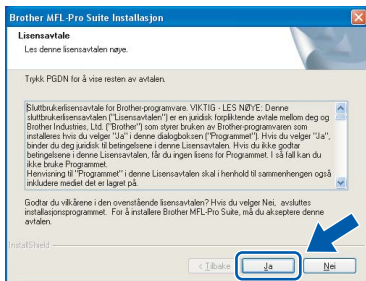 Brother MFL-Pro Suite Installasjon
Lisensavtale
Les denne lisensavtalen nøye.
Trykk PGDN for å vise resten av avtalen.
Sluttbrukerlisensavtale for Brother-programvare. VIKTIG - LES NØYE: Denne
sluttbrukerlisensavtalen ("Lisensavtalen") er en juridisk forpliktende avtale mellom deg og
Brother Industries, Ltd. ("Brother") som styrer bruken av Brother-programvaren som
installeres hvis du velger "Ja" i denne dialogboksen ("Programmet"). Hvis du velger "Ja",
binder du deg juridisk til betingelsene i denne Lisensavtalen. Hvis du ikke godtar
betingelsene i denne Lisensavtalen, får du ingen lisens for Programmet. I så fall kan du
ikke bruke Programmet.
Henvisning til "Programmet" i denne Lisensavtalen skal i henhold til sammenhengen også
inkludere mediet det er lagret på.
Godtar du vilkårene i den ovenstående lisensavtalen? Hvis du velger Nei, avsluttes
installasjonsprogrammet. For å installere Brother MFL-Pro Suite, må du akseptere denne
avtalen.
InstallShield
< Tilbake
Ja
Nei